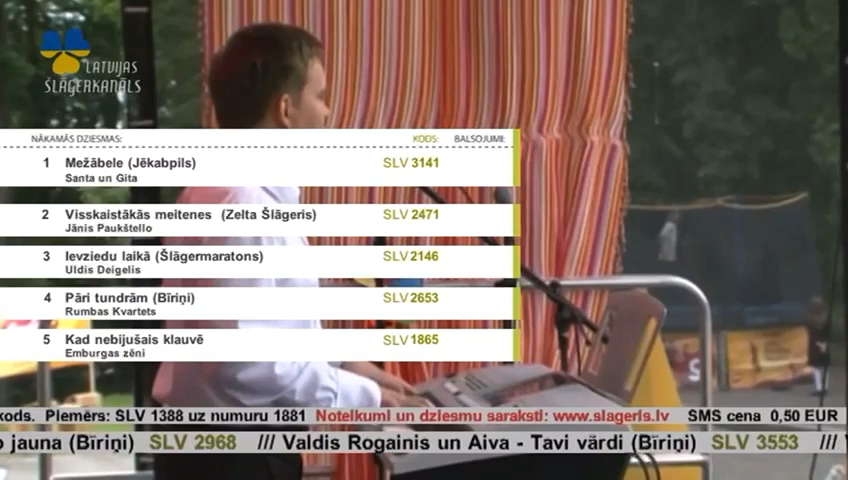 LATVIJAS
ŠLĀGERKANĀLS
NĀKAMĀS DZIESMAS: KODS: BALSOJUMI:
1 Mežābele (Jēkabpils) SLV 3141
Santa un Gita
2 Visskaistākās meitenes (Zelta Šlāgeris) SLV 2471
Jānis Paukštello
3 Ievziedu laikā (Šlāgermaratons) SLV 2146
Uldis Deigelis
4 Pāri tundrām (Bīriņi) SLV 2653
Rumbas Kvartets
5 Kad nebijušais klauvē SLV 1865
Emburgas zēni
kods. Piemērs: SLV 1388 uz numuru 1881 Noteikumi un dziesmu saraksti: www.slageris.lv SMS cena 0,50 EUR
o jauna (Bīriņi) SLV 2968 /// Valdis Rogainis un Aiva - Tavi vārdi (Bīriņi) SLV 3553 ///